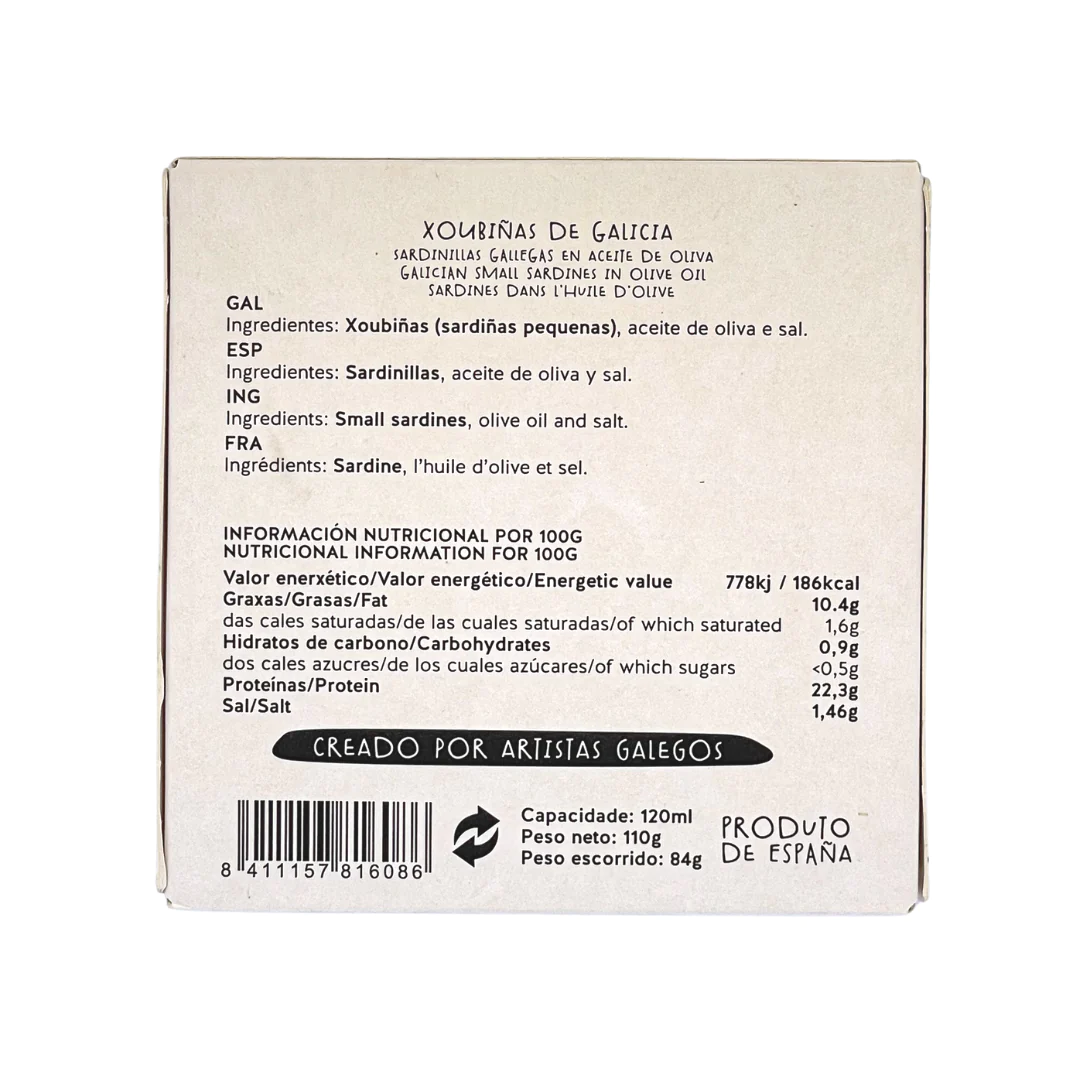 XOUBIÑAS DE GALICIA
SARDINILLAS GALLEGAS EN ACEITE DE OLIVA
GALICIAN SMALL SARDINES IN OLIVE OIL
SARDINES DANS L'HUILE D'OLIVE
GAL
Ingredientes: Xoubiñas (sardiñas pequenas), aceite de oliva e sal.
ESP
Ingredientes: Sardinillas, aceite de oliva y sal.
ING
Ingredients: Small sardines, olive oil and salt.
FRA
Ingrédients: Sardine, l'huile d'olive et sel.
INFORMACIÓN NUTRICIONAL POR 100G
NUTRICIONAL INFORMATION FOR 100G
Valor enerxético/Valor energético/Energetic value 778kj / 186kcal
Graxas/Grasas/Fat 10.4g
das cales saturadas/de las cuales saturadas/of which saturated 1,6g
Hidratos de carbono/Carbohydrates 0,9g
dos cales azucres/de los cuales azúcares/of which sugars <0,5g
Proteínas/Protein 22,3g
Sal/Salt 1,46g
CREADO POR ARTISTAS GALEGOS
8 411157 816086
Capacidade: 120ml
Peso neto: 110g
Peso escorrido: 84g
PRODUTO
DE ESPAÑA